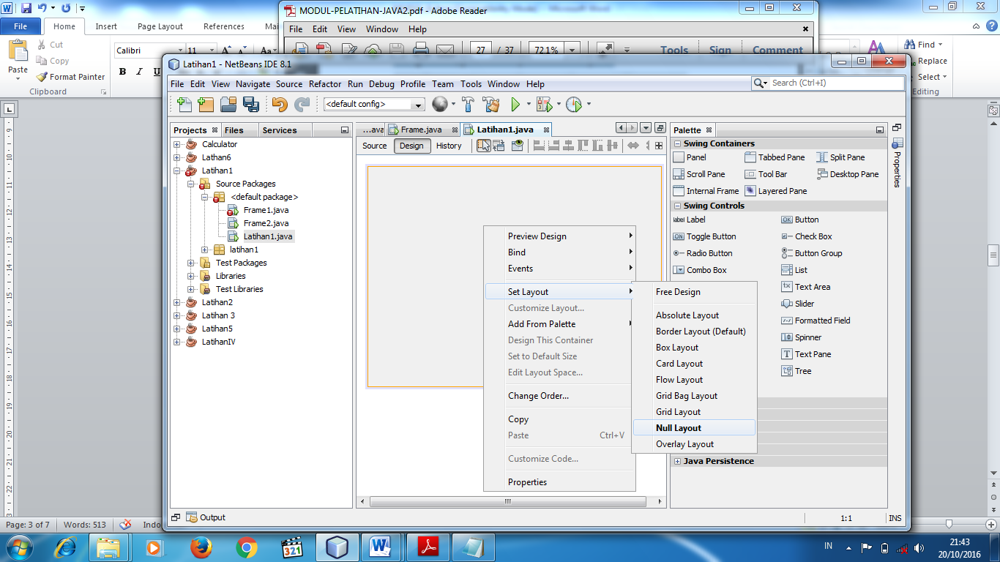 MODUL-PELATIHAN-JAVA2.pdf - Adobe Reader
File Home Insert Page Layout References
File Edit View Window Help
Cut
Copy
Format Painter
Paste
Clipboard
Calibri 11
B I U
27 / 37 72.1%
Tools Sign Comment
Find
Replace
Select
Editing
Latihan1 - NetBeans IDE 8.1
File Edit View Navigate Source Refactor Run Debug Profile Team Tools Window Help
Search (Ctrl+I)
<default config>
Projects Files Services
Calculator
Lathan6
Latihan1
Source Packages
<default package>
Frame1.java
Frame2.java
Latihan1.java
latihan1
Test Packages
Libraries
Test Libraries
Latihan2
Latihan 3
Latihan5
LatihanIV
...ava Frame.java Latihan1.java
Source Design History
Preview Design
Bind
Events
Set Layout
Customize Layout...
Add From Palette
Design This Container
Set to Default Size
Edit Layout Space...
Change Order...
Copy
Paste Ctrl+V
Customize Code...
Properties
Free Design
Absolute Layout
Border Layout (Default)
Box Layout
Card Layout
Flow Layout
Grid Bag Layout
Grid Layout
Null Layout
Overlay Layout
Palette
Swing Containers
Panel Tabbed Pane Split Pane
Scroll Pane Tool Bar Desktop Pane
Internal Frame Layered Pane
Swing Controls
Label Button
Toggle Button Check Box
Radio Button Button Group
Combo Box List
Text Area
Slider
Formatted Field
Spinner
Text Pane
Tree
Java Persistence
Properties
Output
1:1 INS
Page: 3 of 7 Words: 513
IN
21:43
20/10/2016